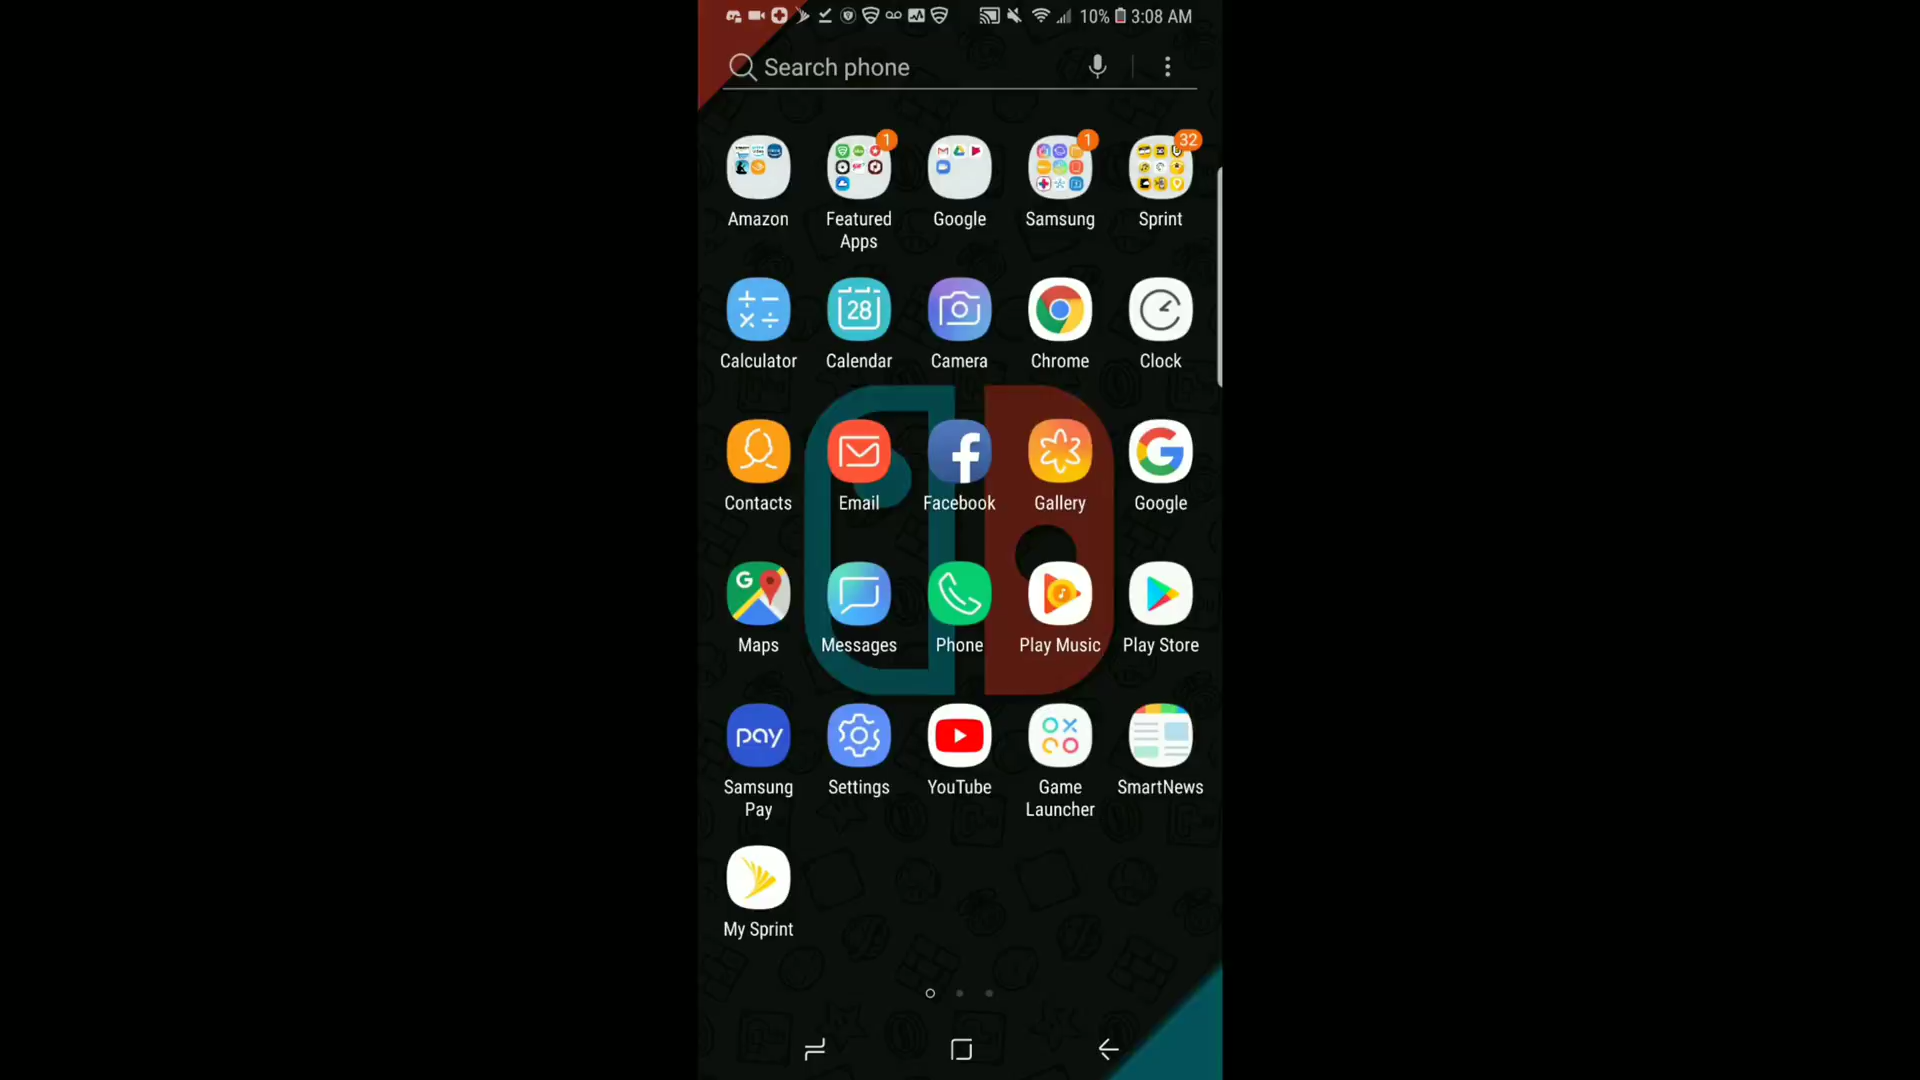 10% 3:08 AM
Search phone
1
1
32
Amazon
Featured
Apps
Google
Samsung
Sprint
28
Calculator
Calendar
Camera
Chrome
Clock
Contacts
Email
Facebook
Gallery
Google
Maps
Messages
Phone
Play Music
Play Store
pay
Samsung
Pay
Settings
YouTube
Game
Launcher
SmartNews
My Sprint